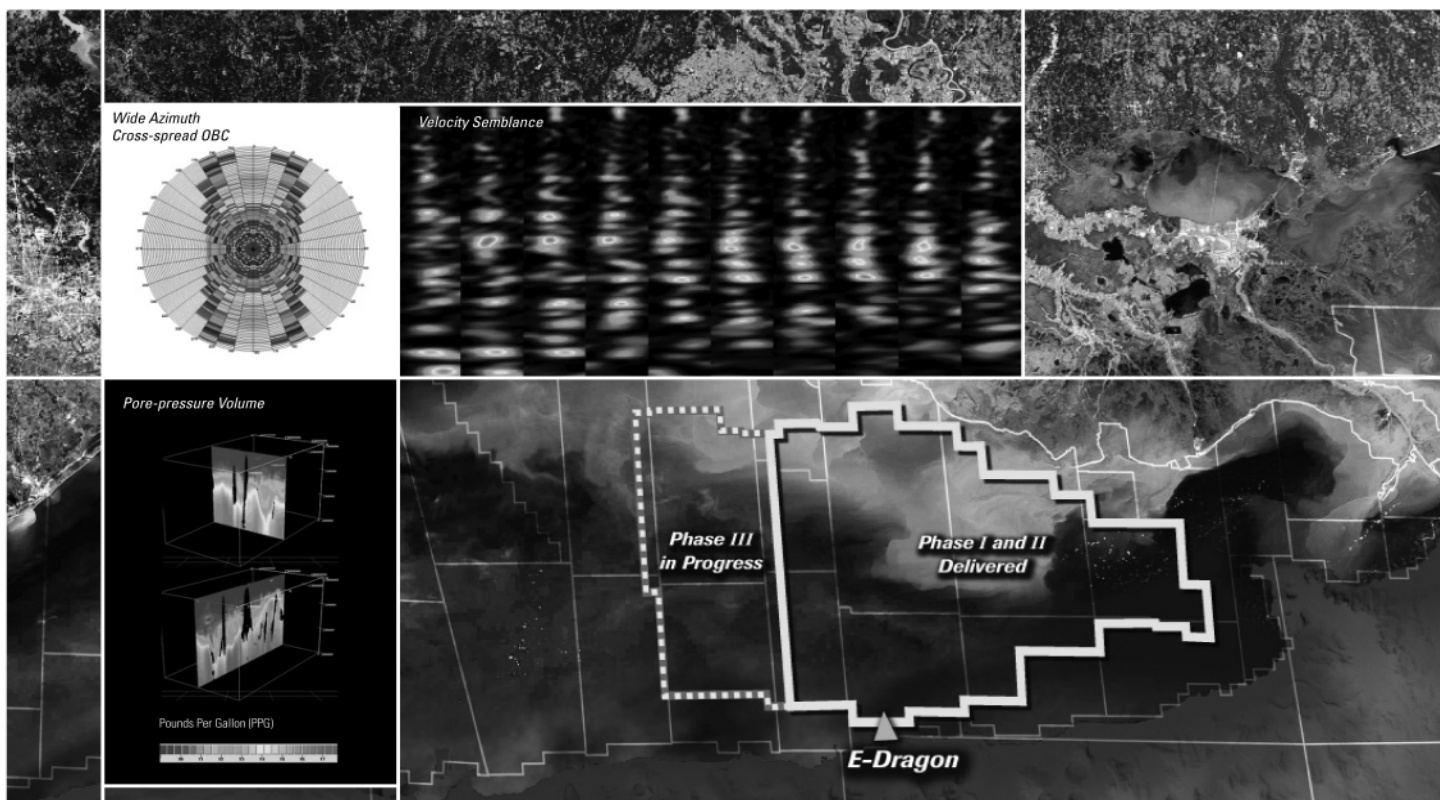 Wide Azimuth
Cross-spread OBC
Velocity Semblance
Pore-pressure Volume
Pounds Per Gallon (PPG)
Phase III
in Progress
Phase I and II
Delivered
E-Dragon